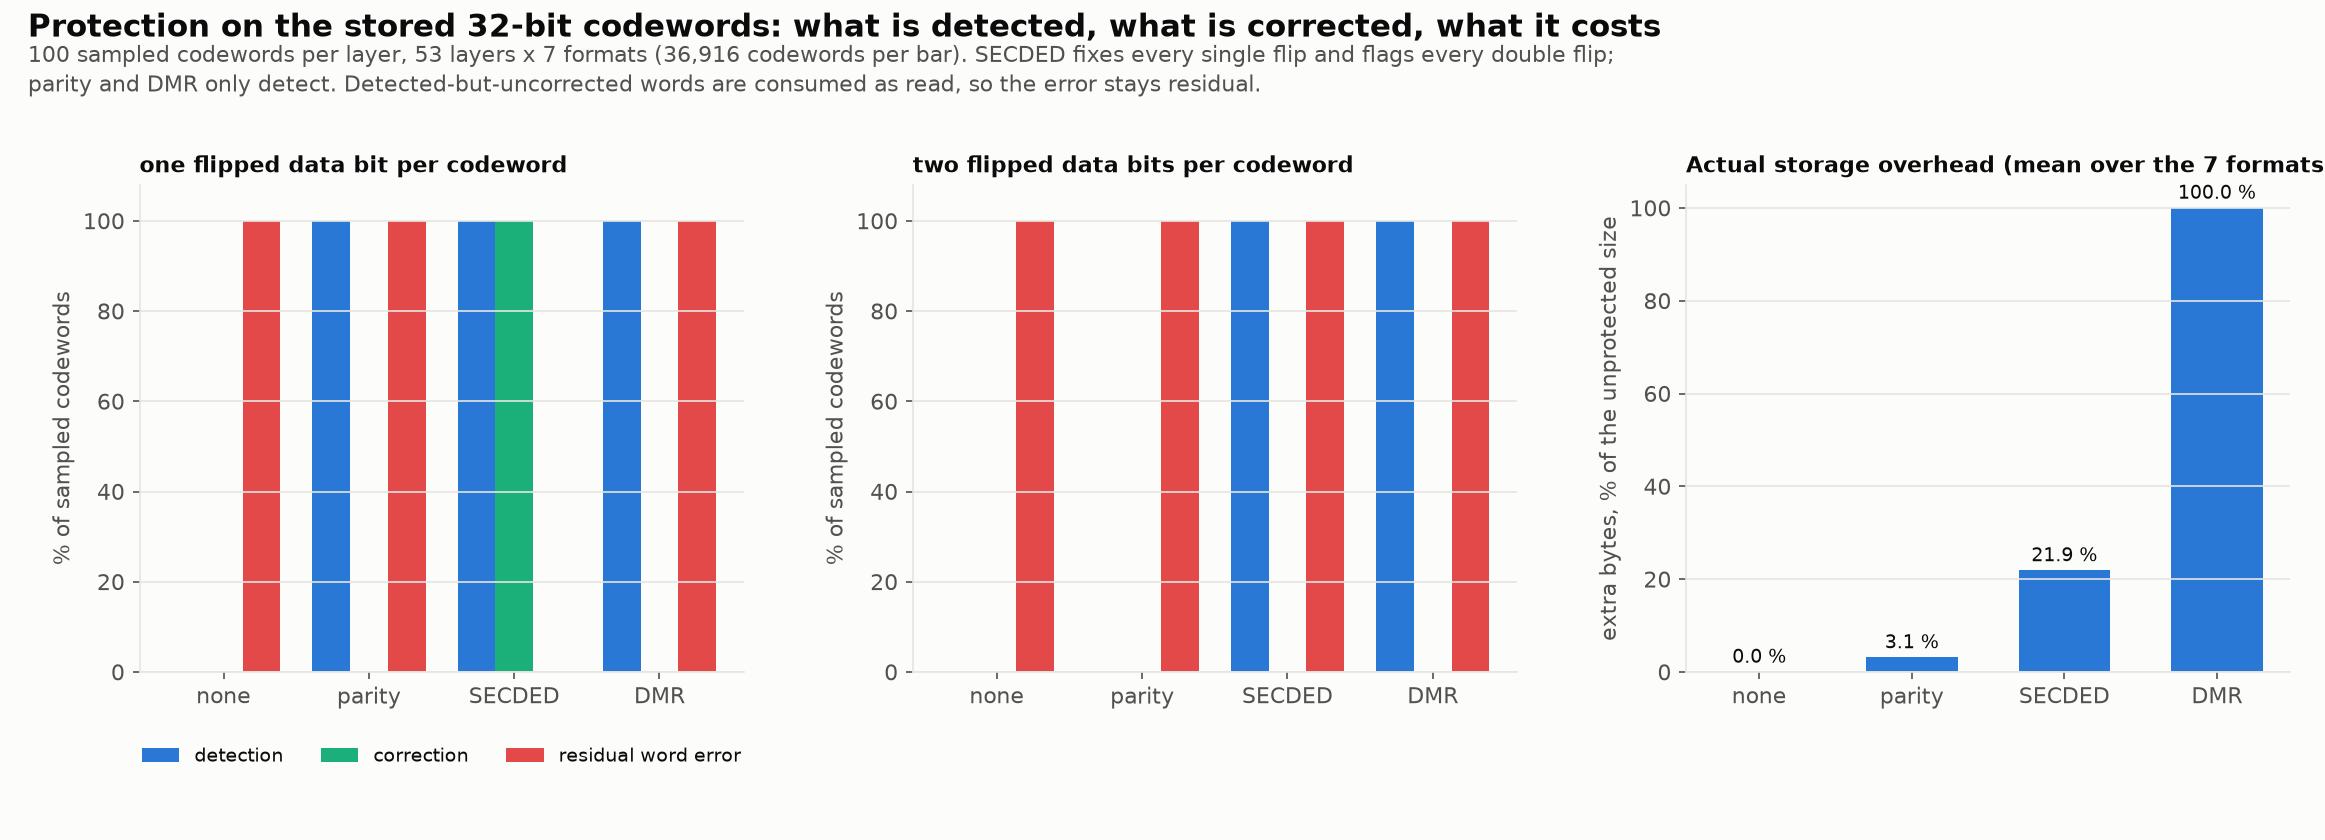 Protection on the stored 32-bit codewords: what is detected, what is corrected, what it costs
100 sampled codewords per layer, 53 layers x 7 formats (36,916 codewords per bar). SECDED fixes every single flip and flags every double flip;
parity and DMR only detect. Detected-but-uncorrected words are consumed as read, so the error stays residual.
one flipped data bit per codeword
% of sampled codewords
100
80
60
40
20
0
none
parity
SECDED
DMR
two flipped data bits per codeword
% of sampled codewords
100
80
60
40
20
0
none
parity
SECDED
DMR
Actual storage overhead (mean over the 7 formats
extra bytes, % of the unprotected size
100
80
60
40
20
0
0.0 %
3.1 %
21.9 %
100.0 %
none
parity
SECDED
DMR
detection
correction
residual word error